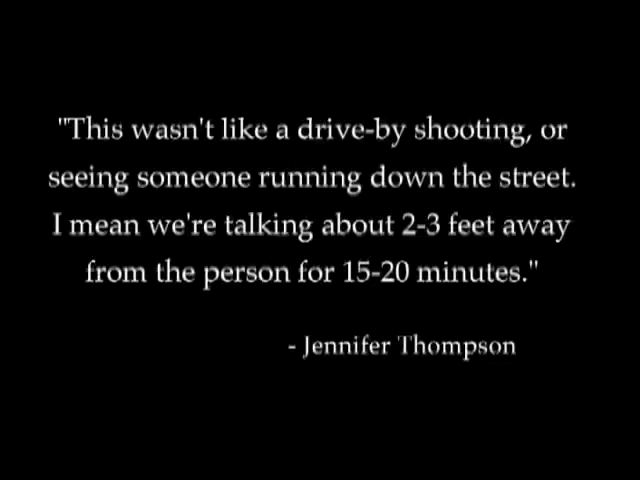 "This wasn't like a drive-by shooting, or
seeing someone running down the street.
I mean we're talking about 2-3 feet away
from the person for 15-20 minutes."
- Jennifer Thompson